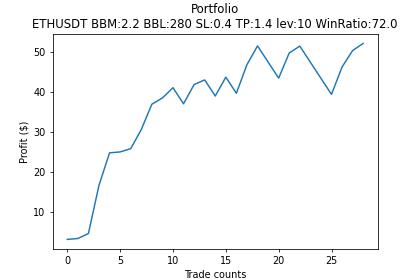 Portfolio
ETHUSDT BBM:2.2 BBL:280 SL:0.4 TP:1.4 lev:10 WinRatio:72.0
50
40
30
20
10
Profit ($)
0 5 10 15 20 25
Trade counts